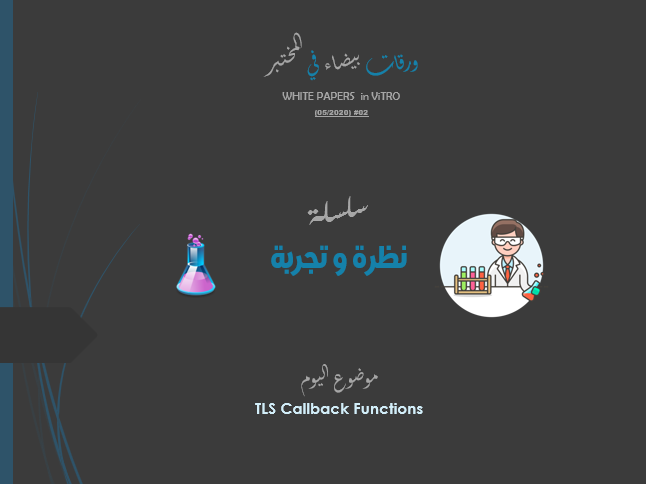 ورقات بيضاء في المختبر
WHITE PAPERS in ViTRO
(05/2020) #02
سلسلة
نظرة و تجربة
موضوع اليوم
TLS Callback Functions